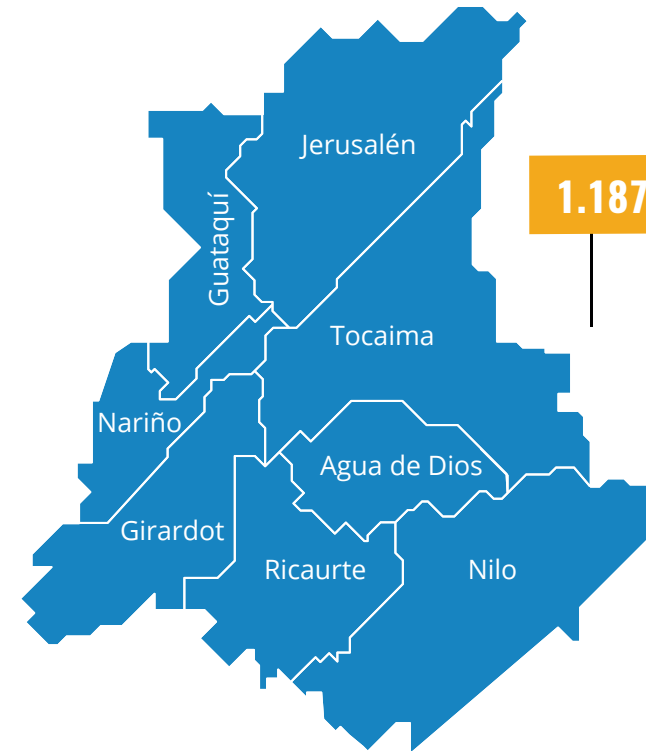 Jerusalén
1.187
Guataquí
Tocaima
Nariño
Agua de Dios
Girardot
Ricaurte
Nilo